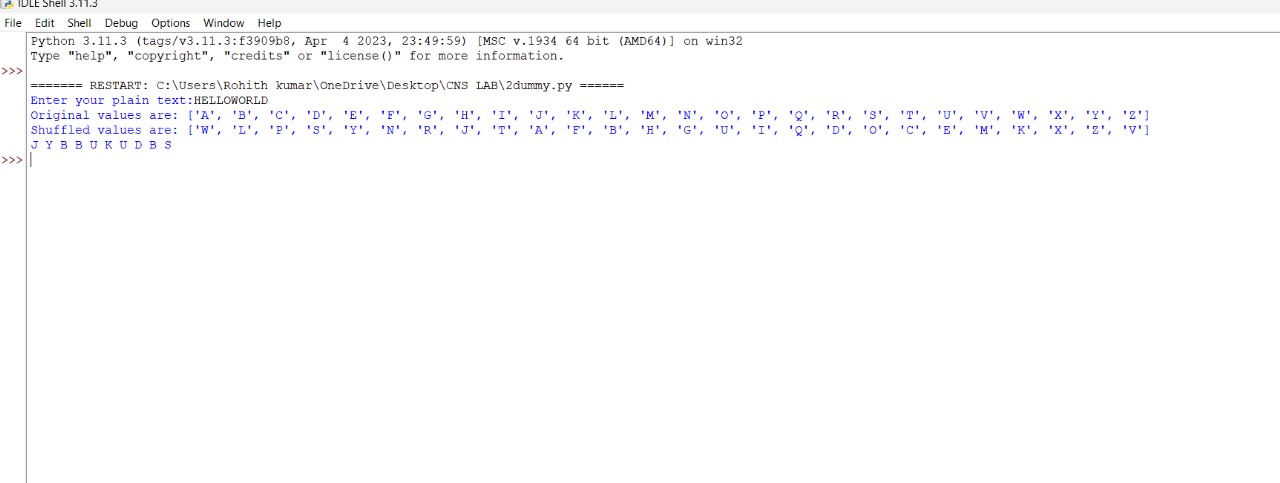 IDLE Shell 3.11.3
File Edit Shell Debug Options Window Help
Python 3.11.3 (tags/v3.11.3:f3909b8, Apr  4 2023, 23:49:59) [MSC v.1934 64 bit (AMD64)] on win32
Type "help", "copyright", "credits" or "license()" for more information.
>>>
======= RESTART: C:\Users\Rohith kumar\OneDrive\Desktop\CNS LAB\2dummy.py ======
Enter your plain text:HELLOWORLD
Original values are: ['A', 'B', 'C', 'D', 'E', 'F', 'G', 'H', 'I', 'J', 'K', 'L', 'M', 'N', 'O', 'P', 'Q', 'R', 'S', 'T', 'U', 'V', 'W', 'X', 'Y', 'Z']
Shuffled values are: ['W', 'L', 'P', 'S', 'Y', 'N', 'R', 'J', 'T', 'A', 'F', 'B', 'H', 'G', 'U', 'I', 'Q', 'D', 'O', 'C', 'E', 'M', 'K', 'X', 'Z', 'V']
J Y B B U K U D B S
>>>